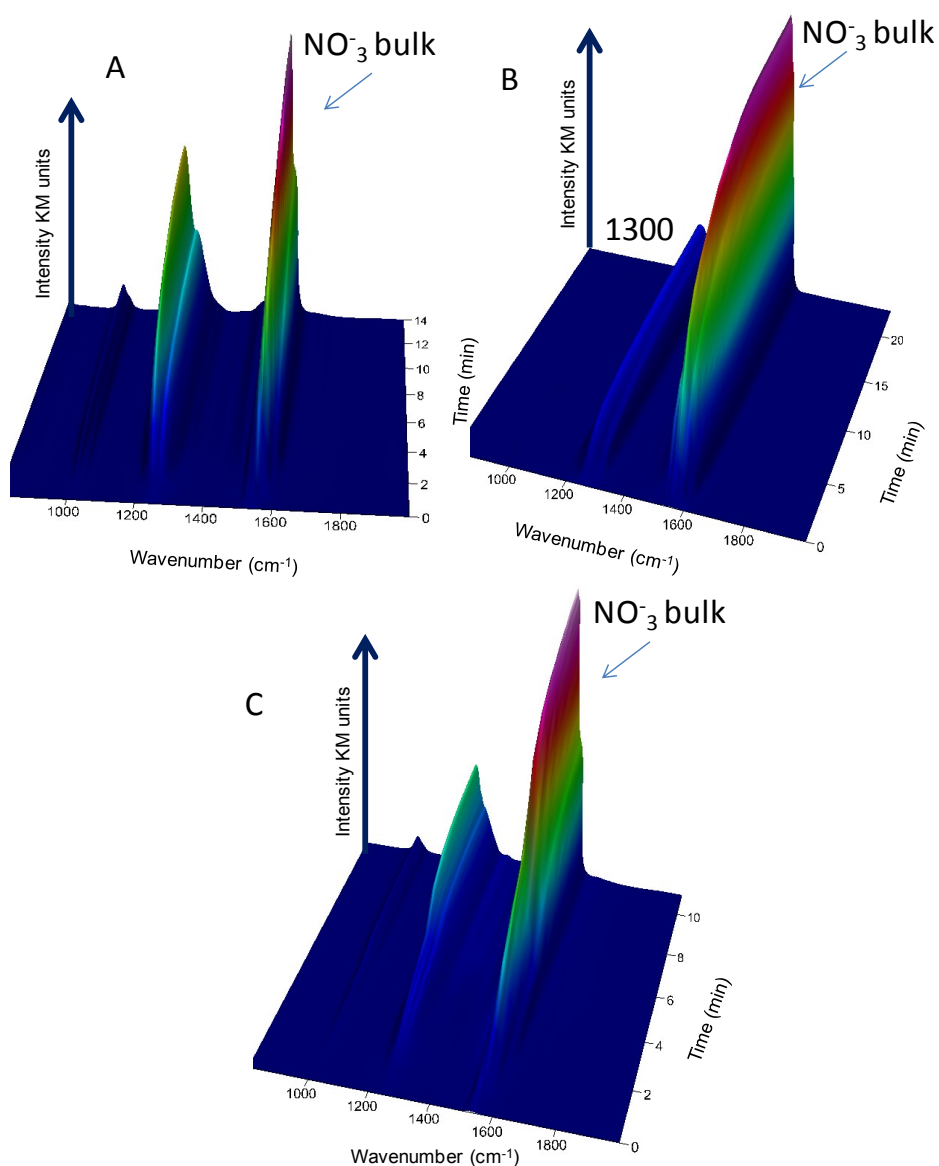 A
NO⁻₃ bulk
Intensity KM units
14
12
10
8
6
4
2
0
Time (min)
1000
1200
1400
1600
1800
Wavenumber (cm⁻¹)
B
NO⁻₃ bulk
1300
Intensity KM units
20
15
10
5
0
Time (min)
1000
1200
1400
1600
1800
Wavenumber (cm⁻¹)
C
NO⁻₃ bulk
Intensity KM units
10
8
6
4
2
0
Time (min)
1000
1200
1400
1600
1800
Wavenumber (cm⁻¹)